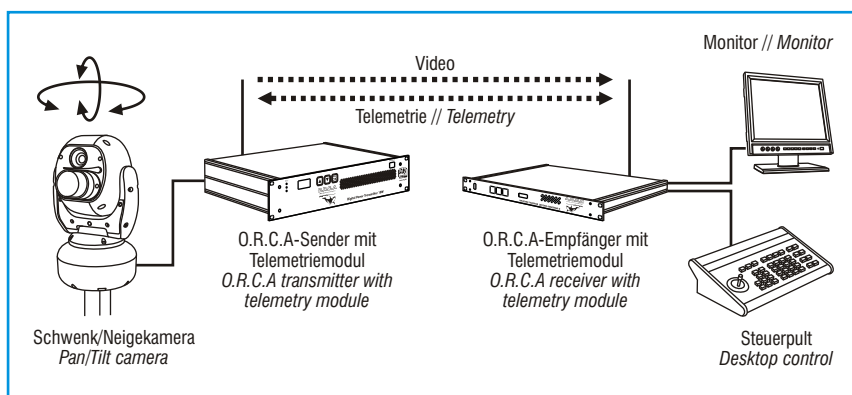 Monitor // Monitor
Video
Telemetrie // Telemetry
O.R.C.A-Sender mit
Telemetriemodul
O.R.C.A transmitter with
telemetry module
O.R.C.A-Empfänger mit
Telemetriemodul
O.R.C.A receiver with
telemetry module
Schwenk/Neigekamera
Pan/Tilt camera
Steuerpult
Desktop control